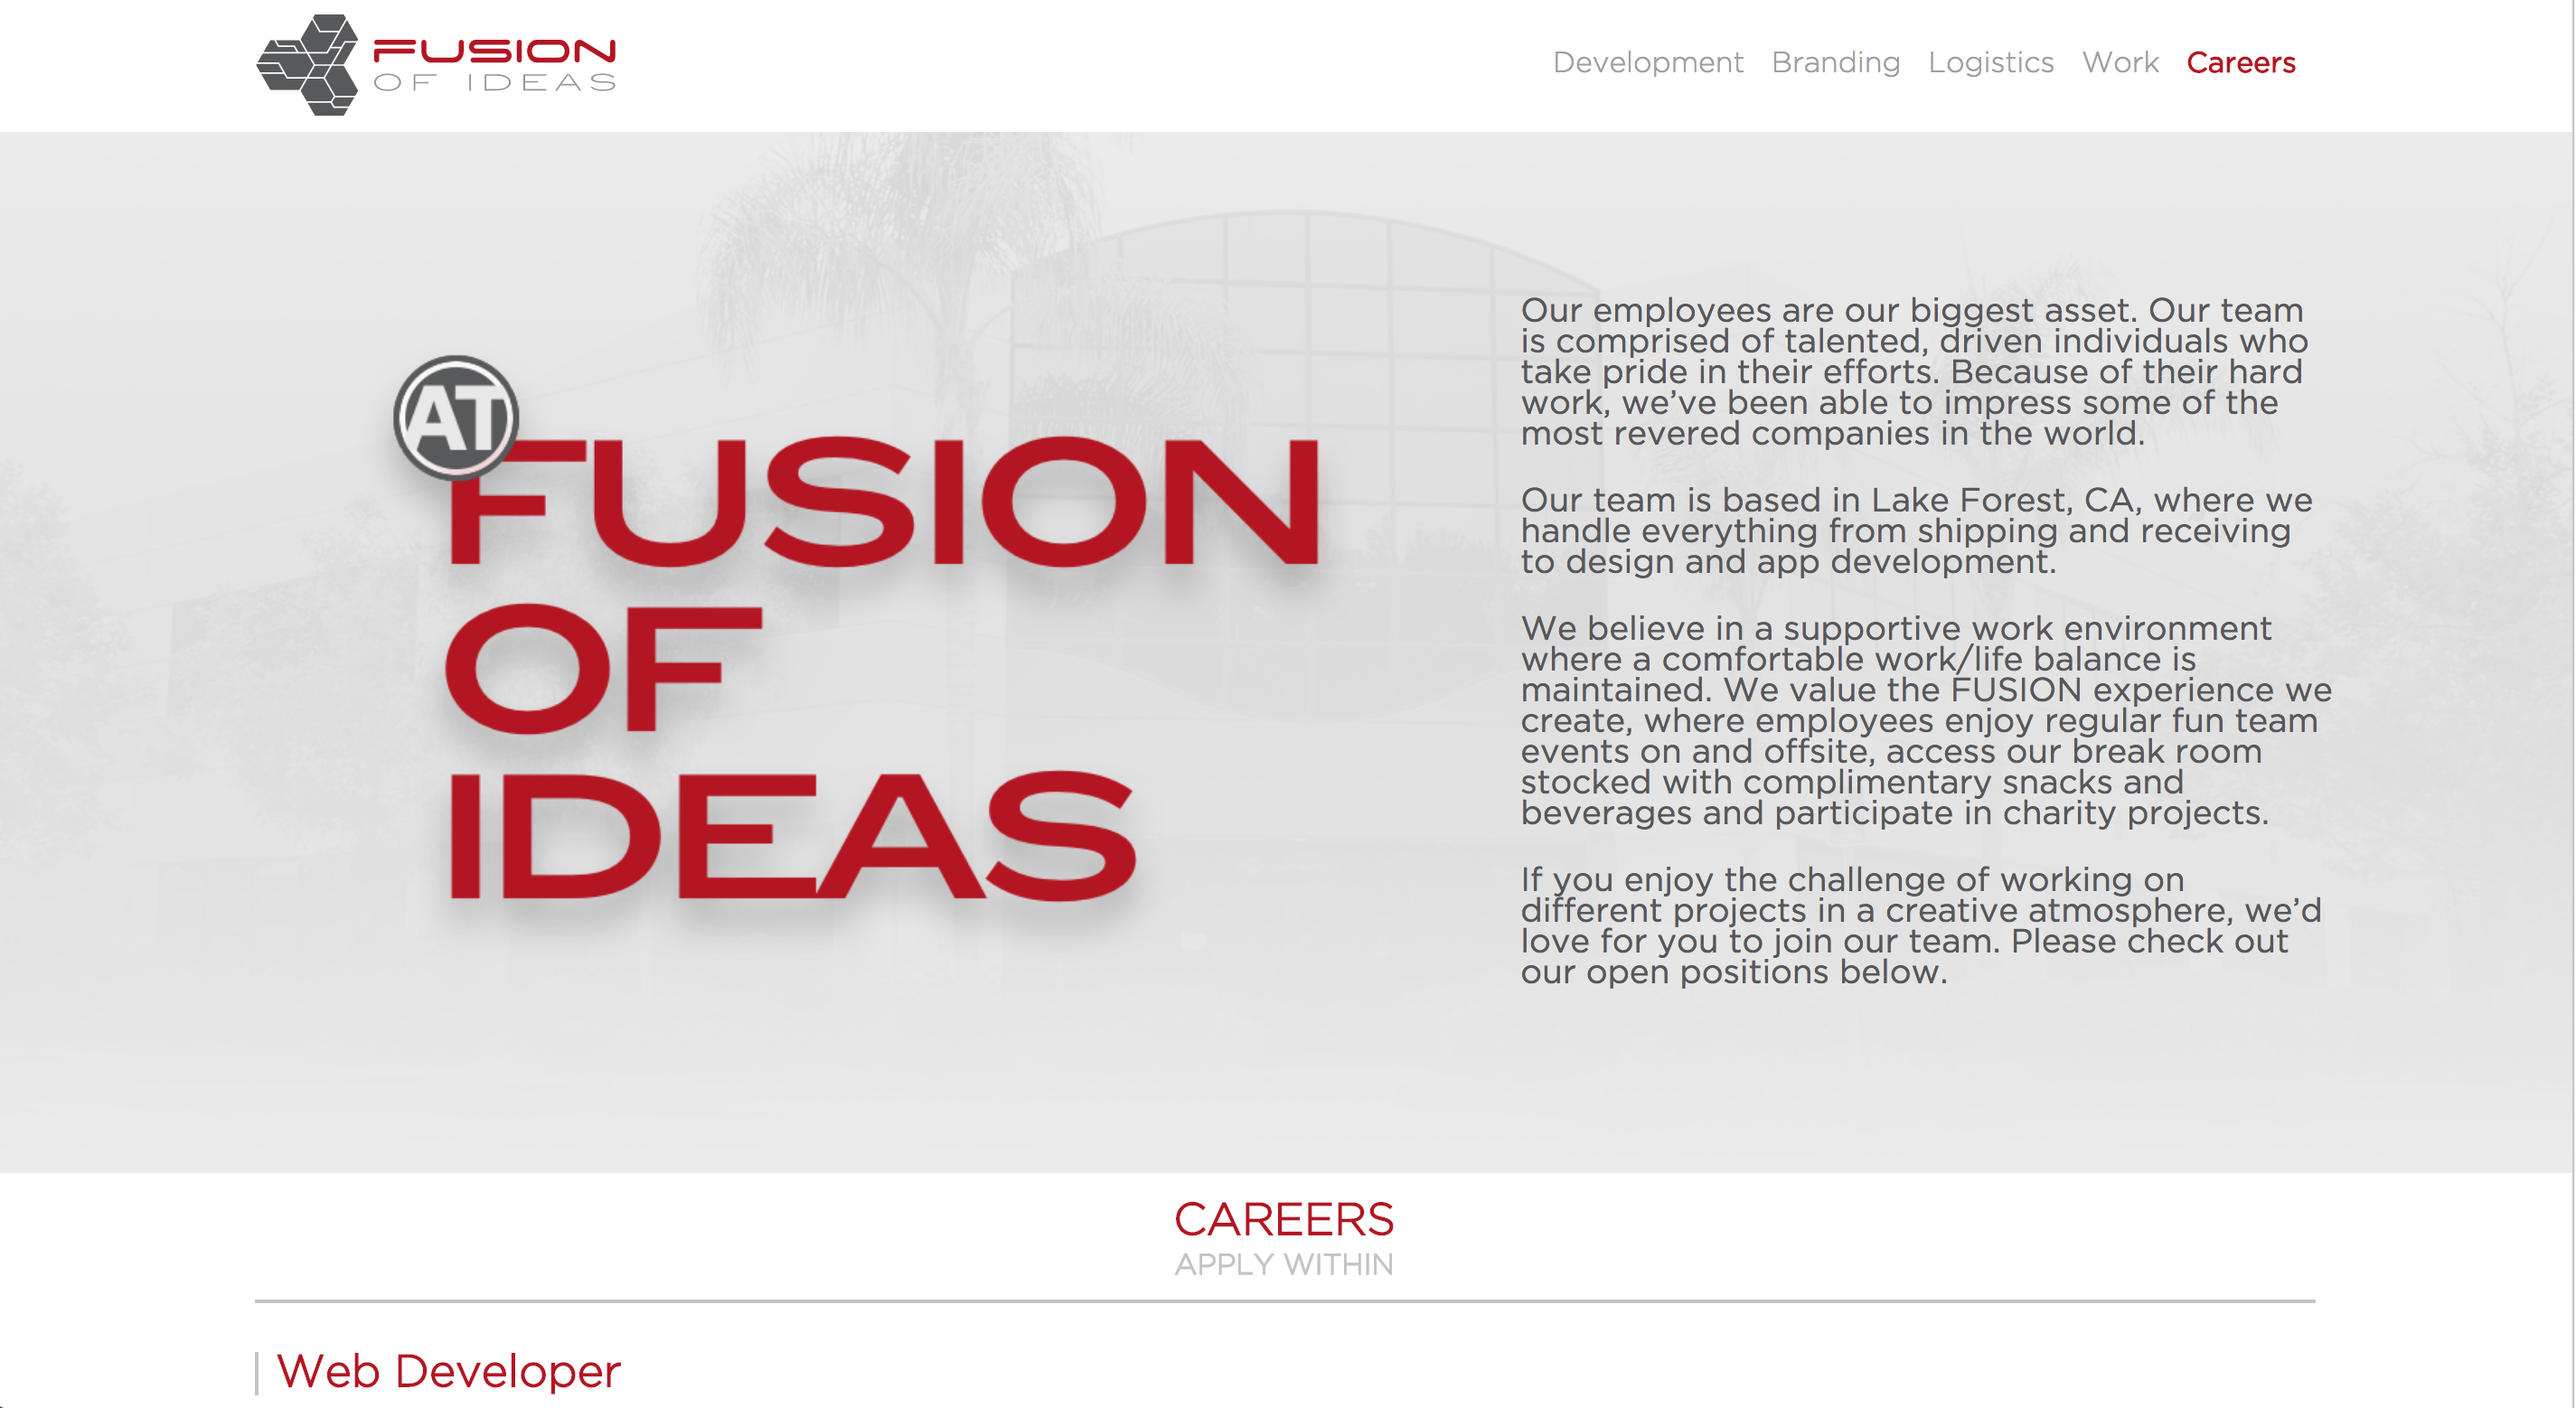 FUSION
OF IDEAS
Development Branding Logistics Work Careers
AT
FUSION
OF
IDEAS
Our employees are our biggest asset. Our team
is comprised of talented, driven individuals who
take pride in their efforts. Because of their hard
work, we’ve been able to impress some of the
most revered companies in the world.
Our team is based in Lake Forest, CA, where we
handle everything from shipping and receiving
to design and app development.
We believe in a supportive work environment
where a comfortable work/life balance is
maintained. We value the FUSION experience we
create, where employees enjoy regular fun team
events on and offsite, access our break room
stocked with complimentary snacks and
beverages and participate in charity projects.
If you enjoy the challenge of working on
different projects in a creative atmosphere, we’d
love for you to join our team. Please check out
our open positions below.
CAREERS
APPLY WITHIN
Web Developer